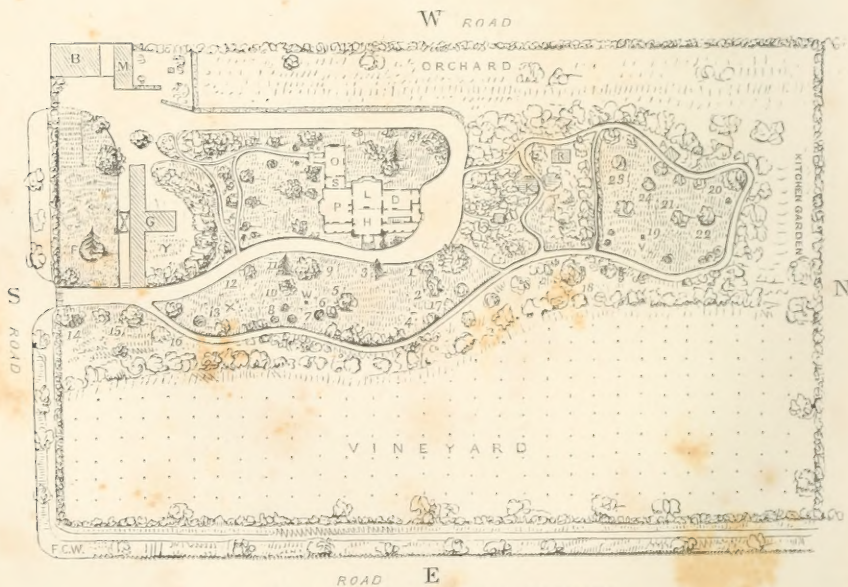 W ROAD
B M
ORCHARD
O
S
L
P D
H
K
G
F Y
KITCHEN GARDEN
23
20
24 21
19 22
V
S
ROAD
N
11 9 3 1
12
10 W 5 2
6 17
13 X 8 4
14 15
16
18
VINEYARD
F.C.W.
ROAD E